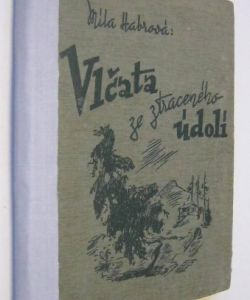 Míla Habrová:
Vlčata
ze ztraceného
údolí